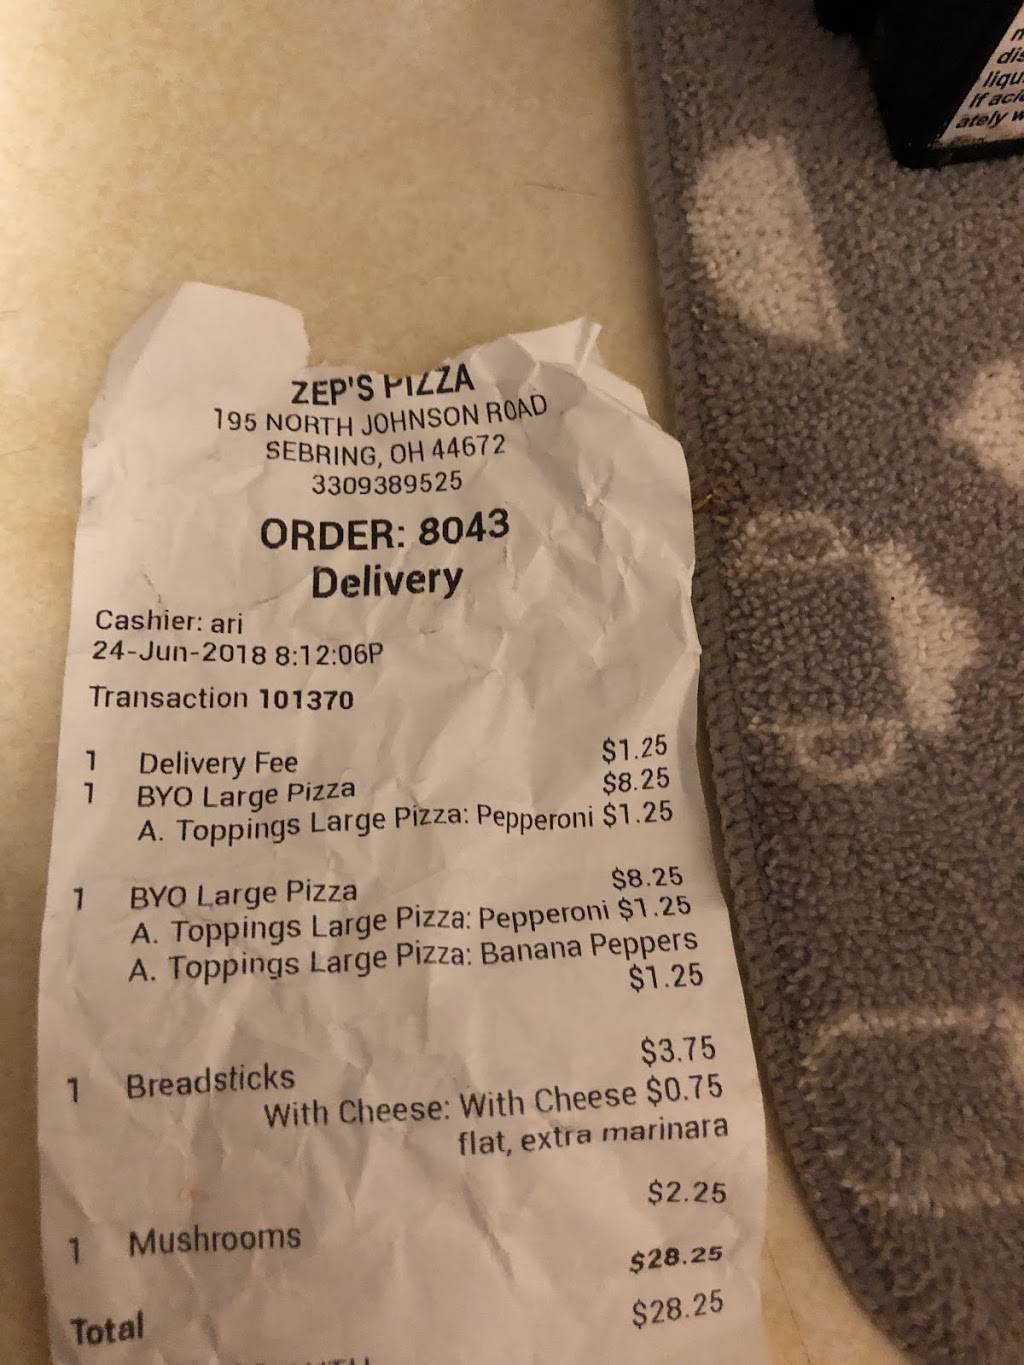 ZEP'S PIZZA
195 NORTH JOHNSON ROAD
SEBRING, OH 44672
3309389525
ORDER: 8043
Delivery
Cashier: ari
24-Jun-2018 8:12:06P
Transaction 101370
1 Delivery Fee $1.25
1 BYO Large Pizza $8.25
A. Toppings Large Pizza: Pepperoni $1.25
1 BYO Large Pizza $8.25
A. Toppings Large Pizza: Pepperoni $1.25
A. Toppings Large Pizza: Banana Peppers
$1.25
1 Breadsticks $3.75
With Cheese: With Cheese $0.75
flat, extra marinara
1 Mushrooms $2.25
$28.25
Total $28.25
liqu
If acid
ately w